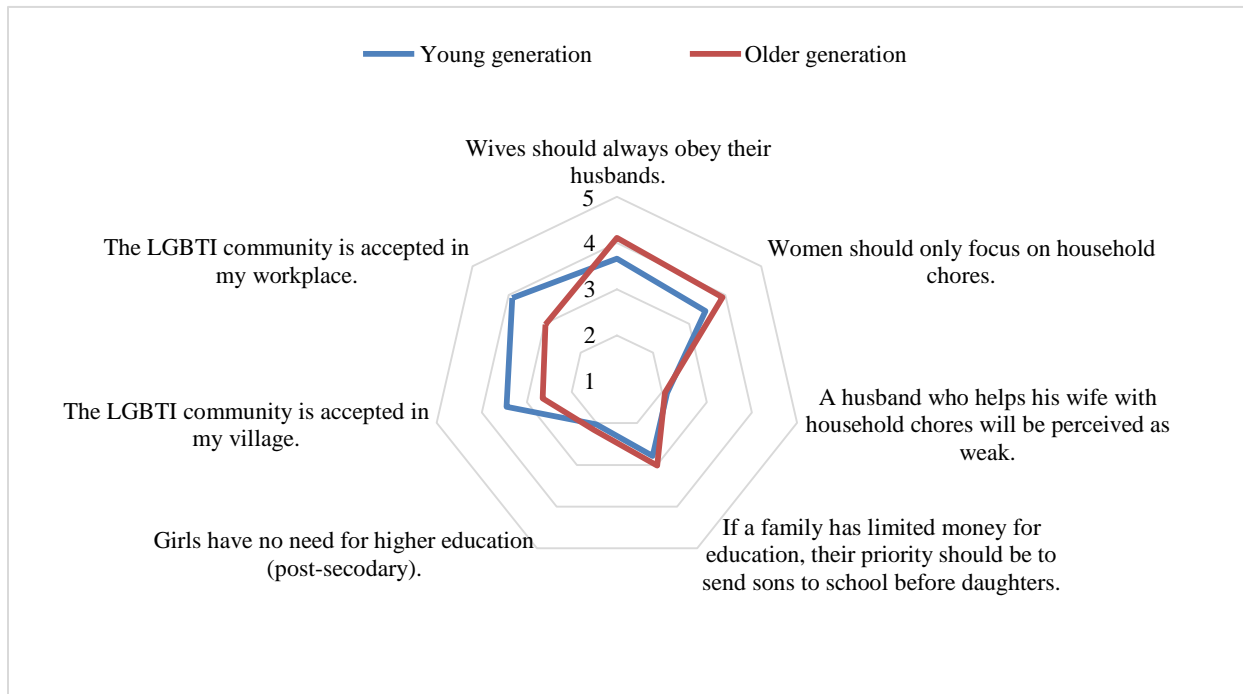 Young generation
Older generation
Wives should always obey their
husbands.
5
4
3
2
1
Women should only focus on household
chores.
A husband who helps his wife with
household chores will be perceived as
weak.
If a family has limited money for
education, their priority should be to
send sons to school before daughters.
Girls have no need for higher education
(post-secodary).
The LGBTI community is accepted in
my village.
The LGBTI community is accepted in
my workplace.